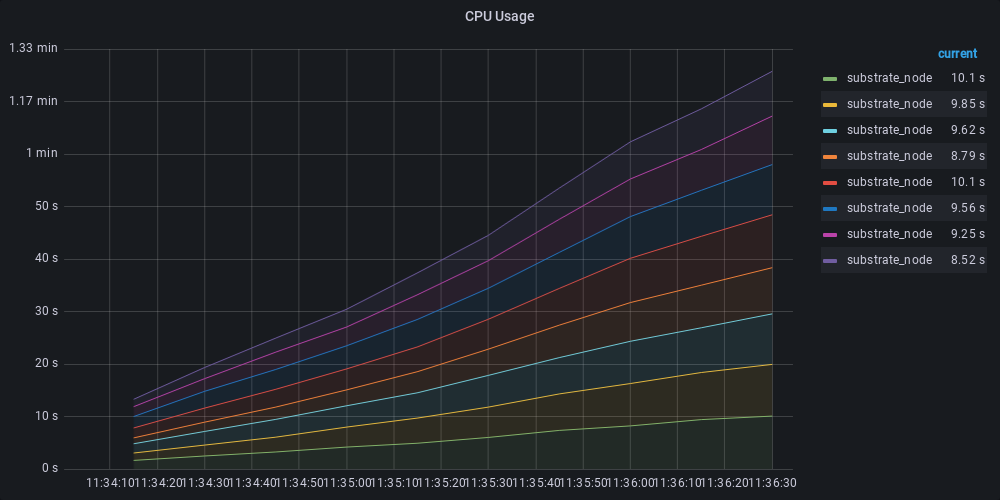 CPU Usage
1.33 min
1.17 min
1 min
50 s
40 s
30 s
20 s
10 s
0 s
11:34:10 11:34:20 11:34:30 11:34:40 11:34:50 11:35:00 11:35:10 11:35:20 11:35:30 11:35:40 11:35:50 11:36:00 11:36:10 11:36:20 11:36:30
current
substrate_node 10.1 s
substrate_node 9.85 s
substrate_node 9.62 s
substrate_node 8.79 s
substrate_node 10.1 s
substrate_node 9.56 s
substrate_node 9.25 s
substrate_node 8.52 s